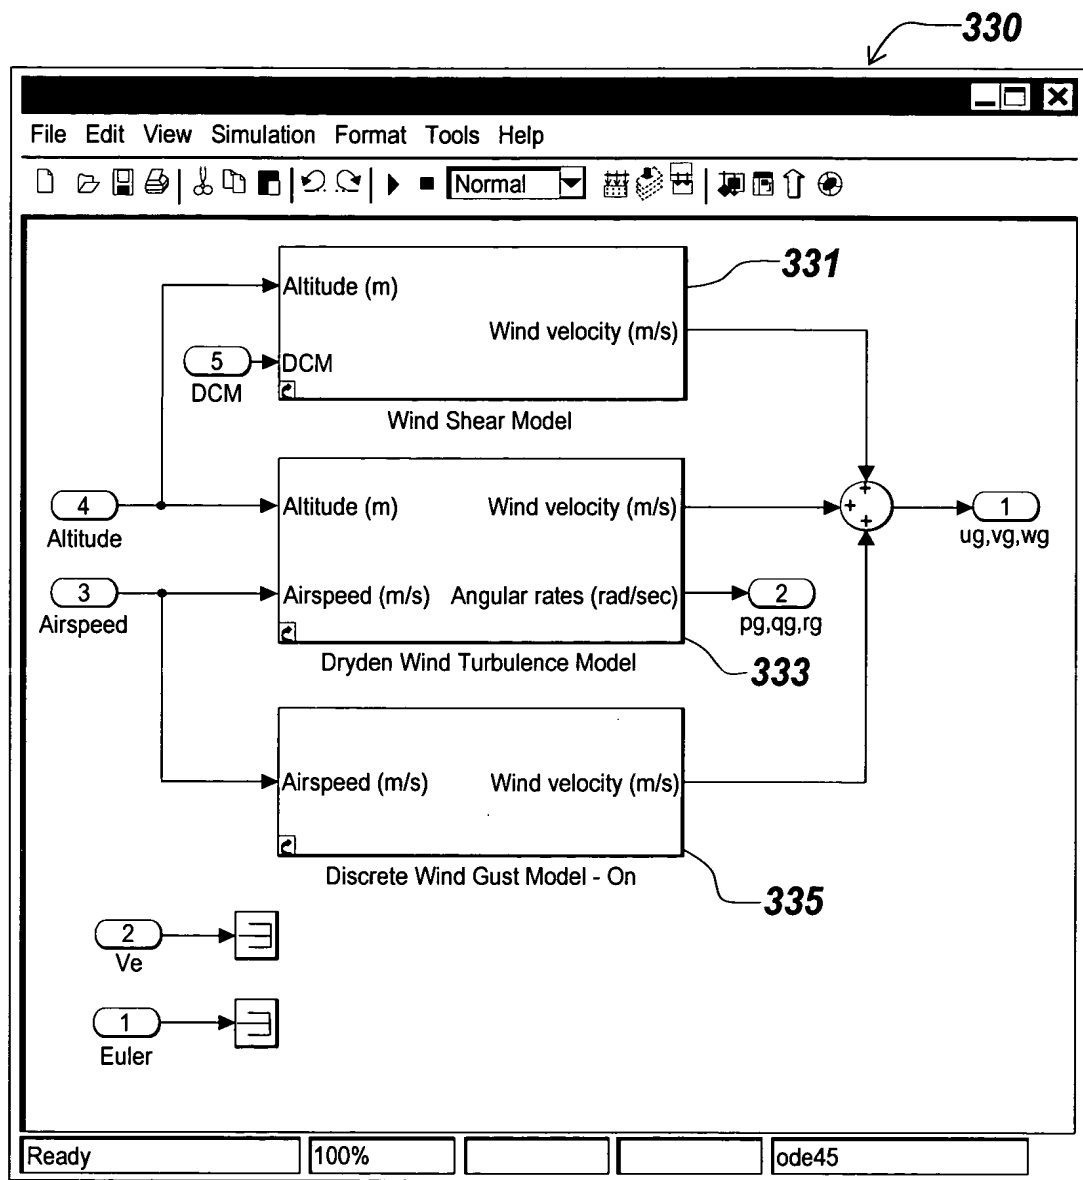 330
File Edit View Simulation Format Tools Help
Normal
331
Altitude (m)
Wind velocity (m/s)
5
DCM
DCM
Wind Shear Model
4
Altitude
Altitude (m)
Wind velocity (m/s)
+
+
+
1
ug,vg,wg
3
Airspeed
Airspeed (m/s)
Angular rates (rad/sec)
2
pg,qg,rg
Dryden Wind Turbulence Model
333
Airspeed (m/s)
Wind velocity (m/s)
Discrete Wind Gust Model - On
335
2
Ve
1
Euler
Ready
100%
ode45